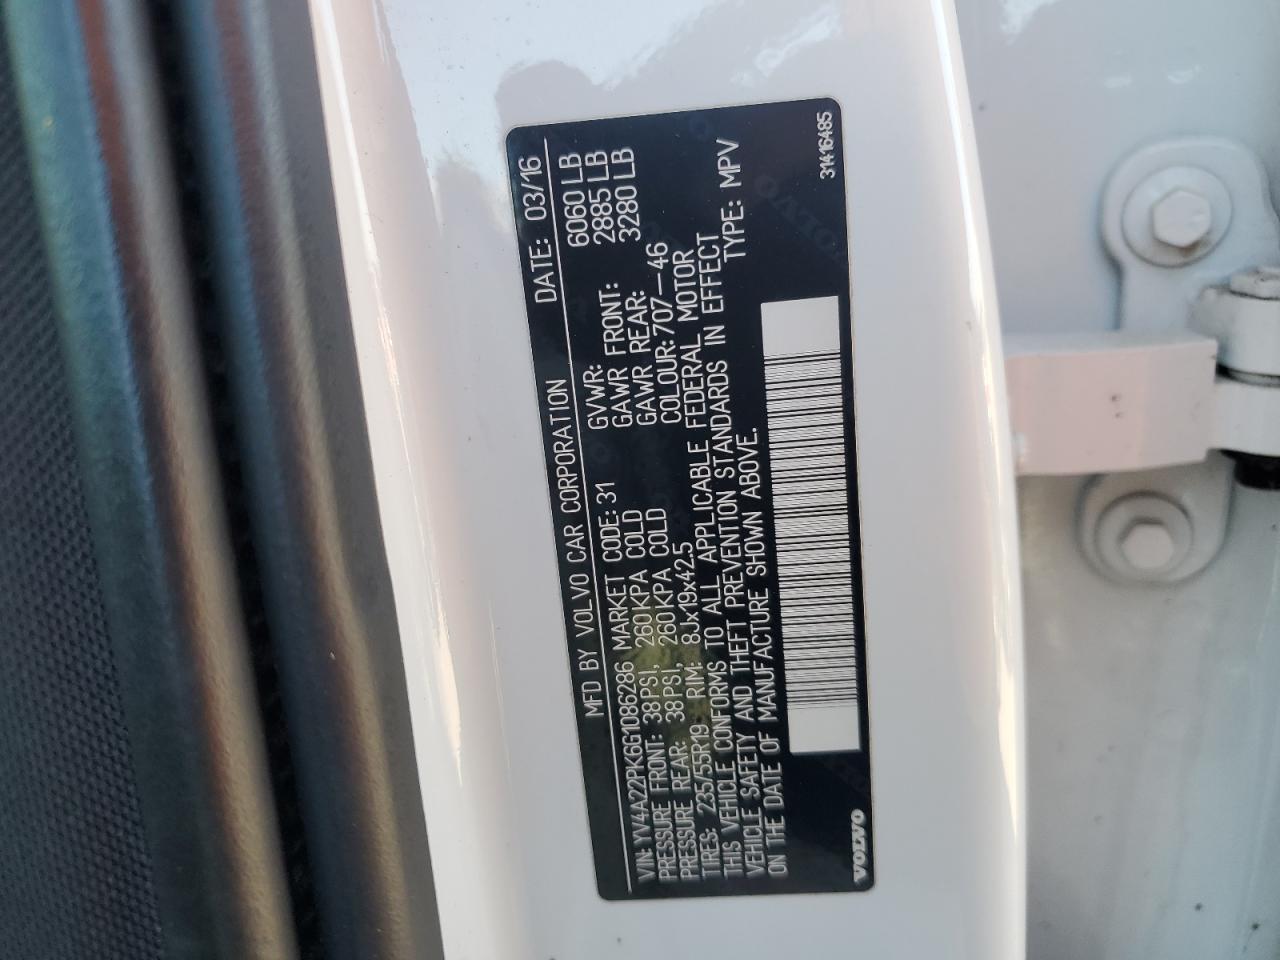 MFD BY VOLVO CAR CORPORATION DATE: 03/16
VIN: YV4A22PK6G1086286 MARKET CODE: 31 GVWR: 6060 LB
PRESSURE FRONT: 38PSI, 260KPA COLD GAWR FRONT: 2885 LB
PRESSURE REAR: 38PSI, 260KPA COLD GAWR REAR: 3280 LB
TIRES: 235/55R19 RIM: 8Jx19x42.5 COLOUR: 707-46
THIS VEHICLE CONFORMS TO ALL APPLICABLE FEDERAL MOTOR
VEHICLE SAFETY AND THEFT PREVENTION STANDARDS IN EFFECT
ON THE DATE OF MANUFACTURE SHOWN ABOVE. TYPE: MPV
VOLVO 31416485